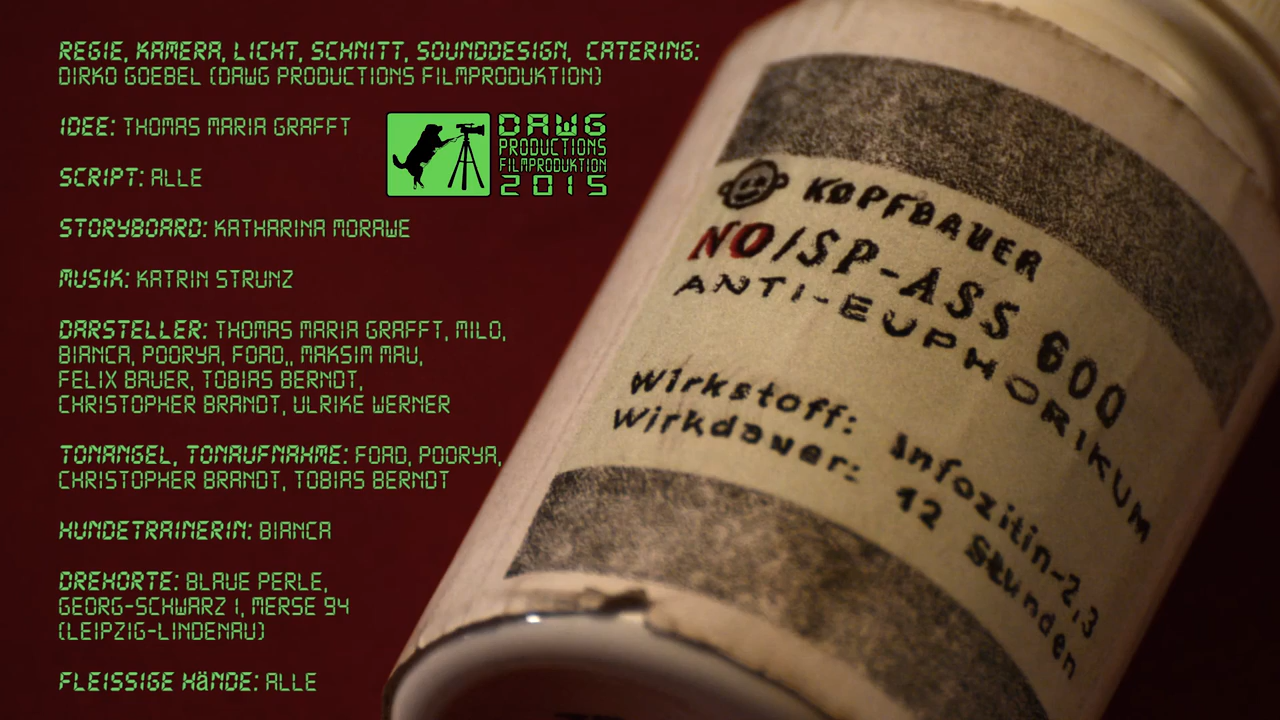 REGIE, KAMERA, LICHT, SCHNITT, SOUNDDESIGN, CATERING:
DIRKO GOEBEL (DAWG PRODUCTIONS FILMPRODUKTION)
IDEE: THOMAS MARIA GRAFFT
SCRIPT: ALLE
STORYBOARD: KATHARINA MORAWE
MUSIK: KATRIN STRUNZ
DARSTELLER: THOMAS MARIA GRAFFT, MILO,
BIANCA, POORYA, FOAD,, MAKSIM MAU,
FELIX BAUER, TOBIAS BERNDT,
CHRISTOPHER BRANDT, ULRIKE WERNER
TONANGEL, TONAUFNAHME: FOAD, POORYA,
CHRISTOPHER BRANDT, TOBIAS BERNDT
HUNDETRAINERIN: BIANCA
DREHORTE: BLAUE PERLE,
GEORG-SCHWARZ 1, MERSE 94
(LEIPZIG-LINDENAU)
FLEISSIGE HäNDE: ALLE
DAWG
PRODUCTIONS
FILMPRODUKTION
2015
KØPFBAUER
NO/SP-ASS 600
ANTI-EUPHORIKUM
Wirkstoff: Infozitin-2,3
Wirkdauer: 12 Stunden